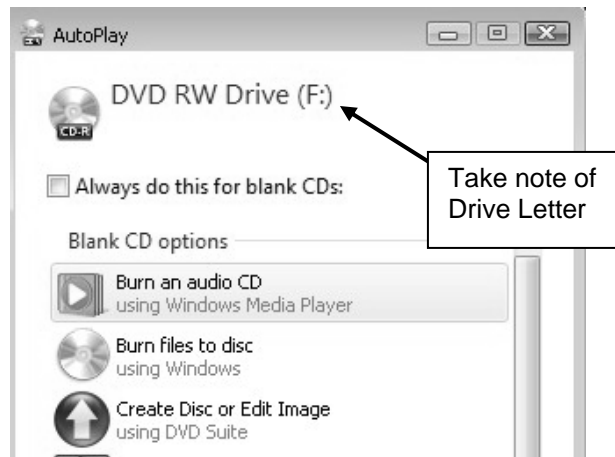 AutoPlay
DVD RW Drive (F:)
CD-R
Always do this for blank CDs:
Take note of
Drive Letter
Blank CD options
Burn an audio CD
using Windows Media Player
Burn files to disc
using Windows
Create Disc or Edit Image
using DVD Suite